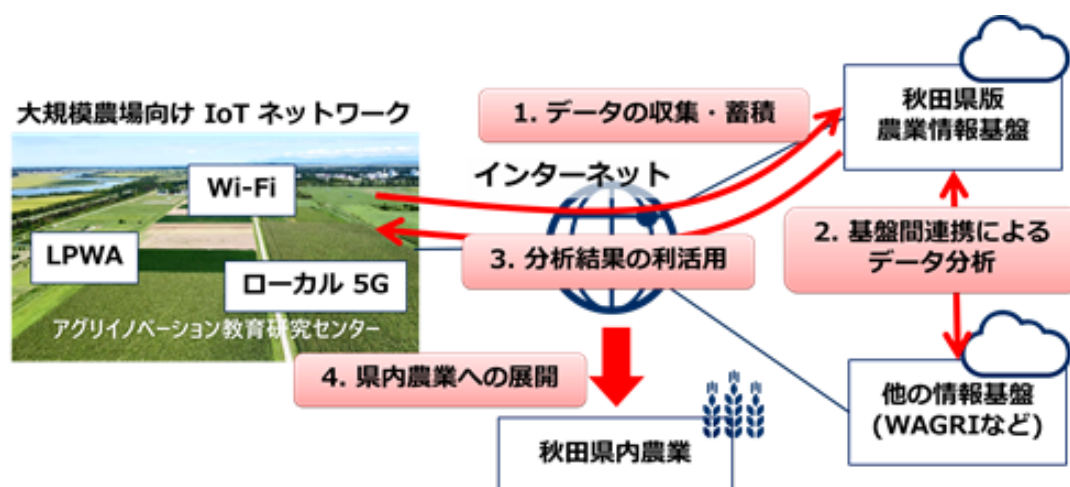 大規模農場向け IoT ネットワーク
Wi-Fi
LPWA
ローカル 5G
アグリイノベーション教育研究センター
1. データの収集・蓄積
インターネット
3. 分析結果の利活用
4. 県内農業への展開
秋田県版
農業情報基盤
2. 基盤間連携による
データ分析
他の情報基盤
(WAGRIなど)
秋田県内農業